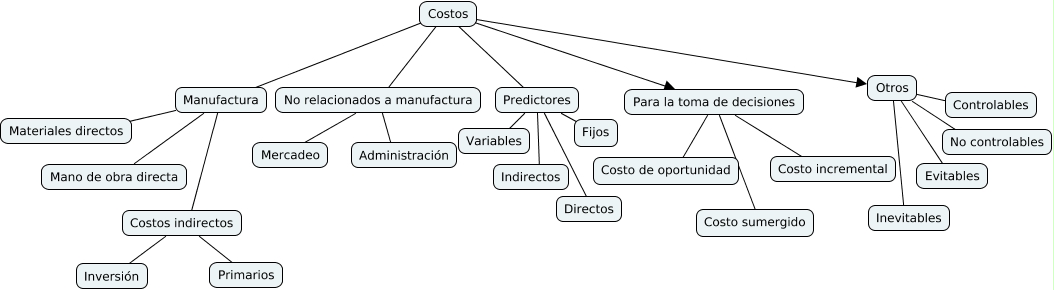 Costos
Manufactura
No relacionados a manufactura
Predictores
Para la toma de decisiones
Otros
Materiales directos
Mano de obra directa
Costos indirectos
Inversión
Primarios
Mercadeo
Administración
Variables
Fijos
Indirectos
Directos
Costo de oportunidad
Costo incremental
Costo sumergido
Controlables
No controlables
Evitables
Inevitables